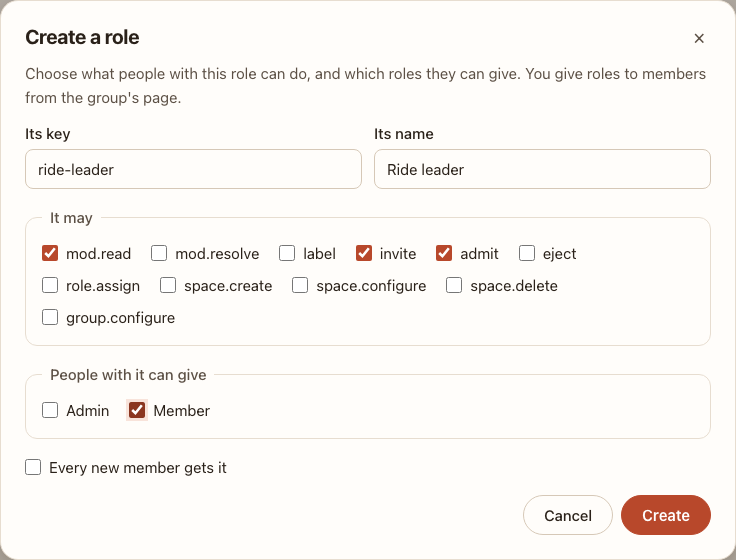 Create a role
×
Choose what people with this role can do, and which roles they can give. You give roles to members
from the group's page.
Its key Its name
ride-leader Ride leader
It may
mod.read mod.resolve label invite admit eject
role.assign space.create space.configure space.delete
group.configure
People with it can give
Admin Member
Every new member gets it
Cancel Create